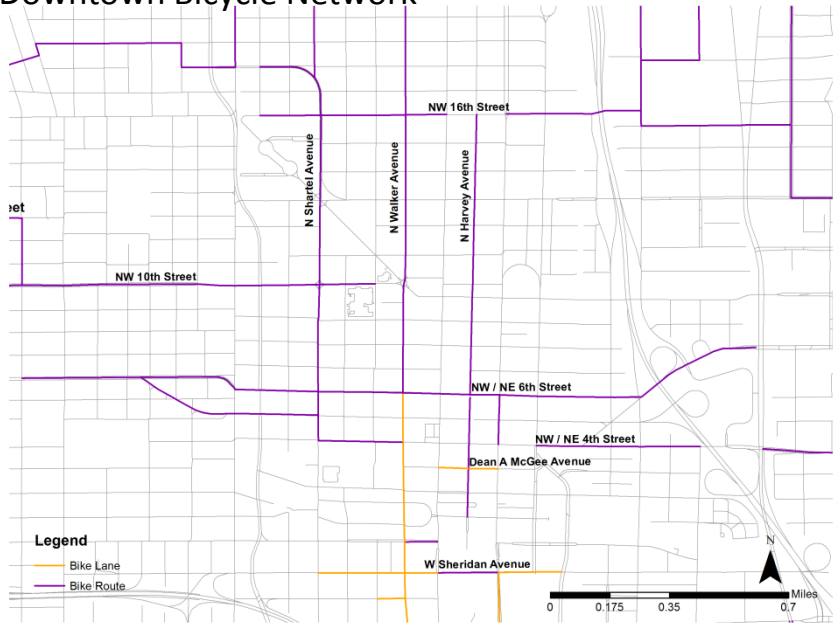 Downtown Bicycle Network
NW 16th Street
N Shartel Avenue
N Walker Avenue
N Harvey Avenue
eet
NW 10th Street
NW / NE 6th Street
NW / NE 4th Street
Dean A McGee Avenue
W Sheridan Avenue
Legend
Bike Lane
Bike Route
N
Miles
0 0.175 0.35 0.7